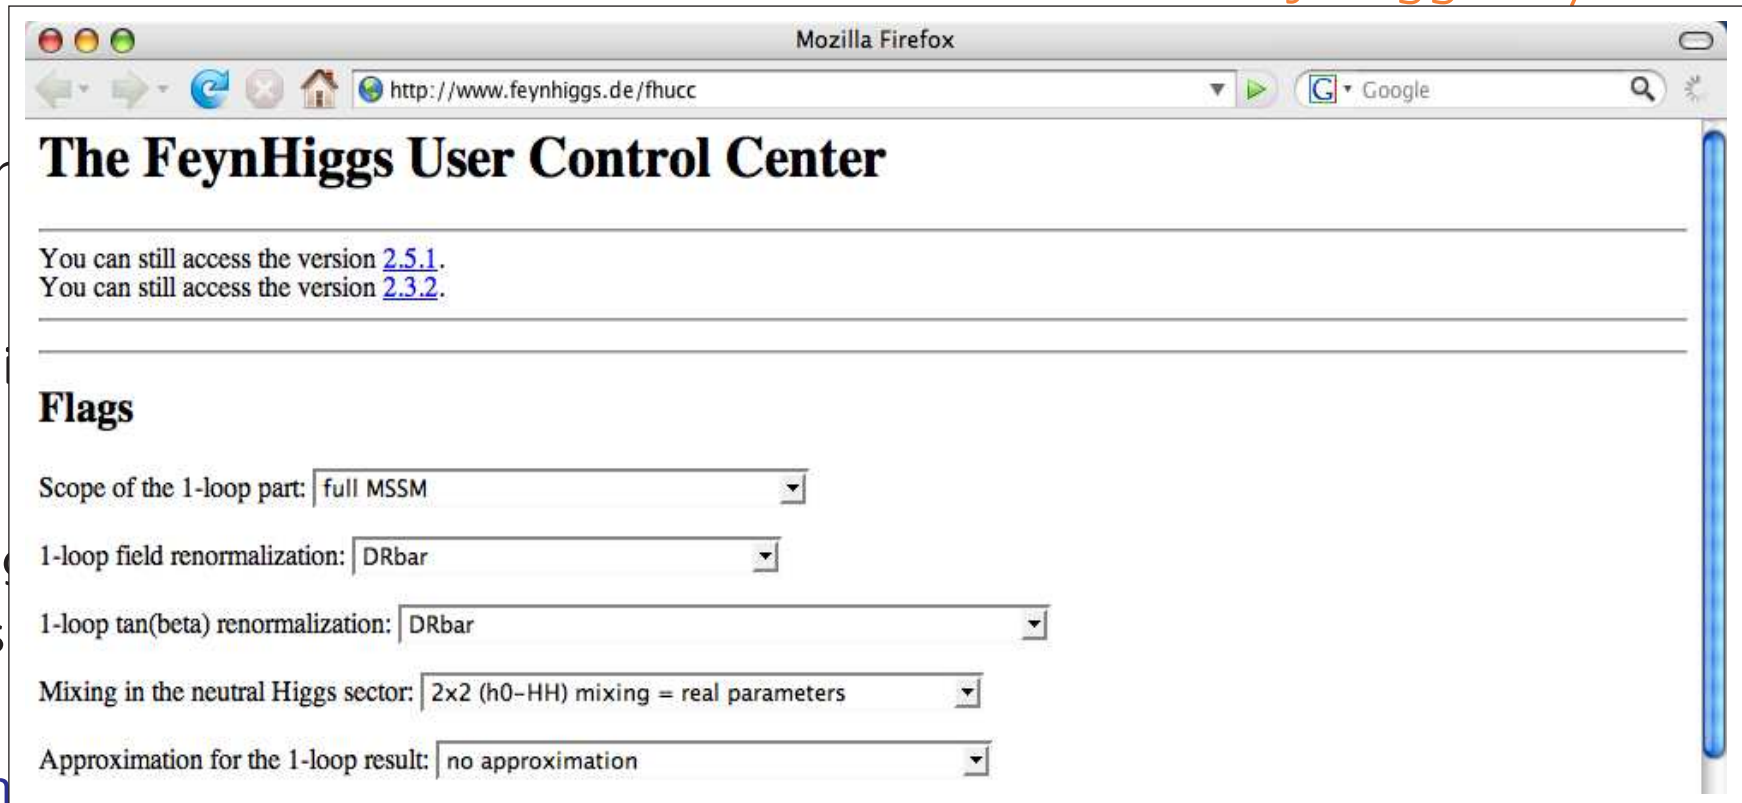 Mozilla Firefox
http://www.feynhiggs.de/fhucc
Google
The FeynHiggs User Control Center
You can still access the version 2.5.1.
You can still access the version 2.3.2.
Flags
Scope of the 1-loop part: full MSSM
1-loop field renormalization: DRbar
1-loop tan(beta) renormalization: DRbar
Mixing in the neutral Higgs sector: 2x2 (h0-HH) mixing = real parameters
Approximation for the 1-loop result: no approximation